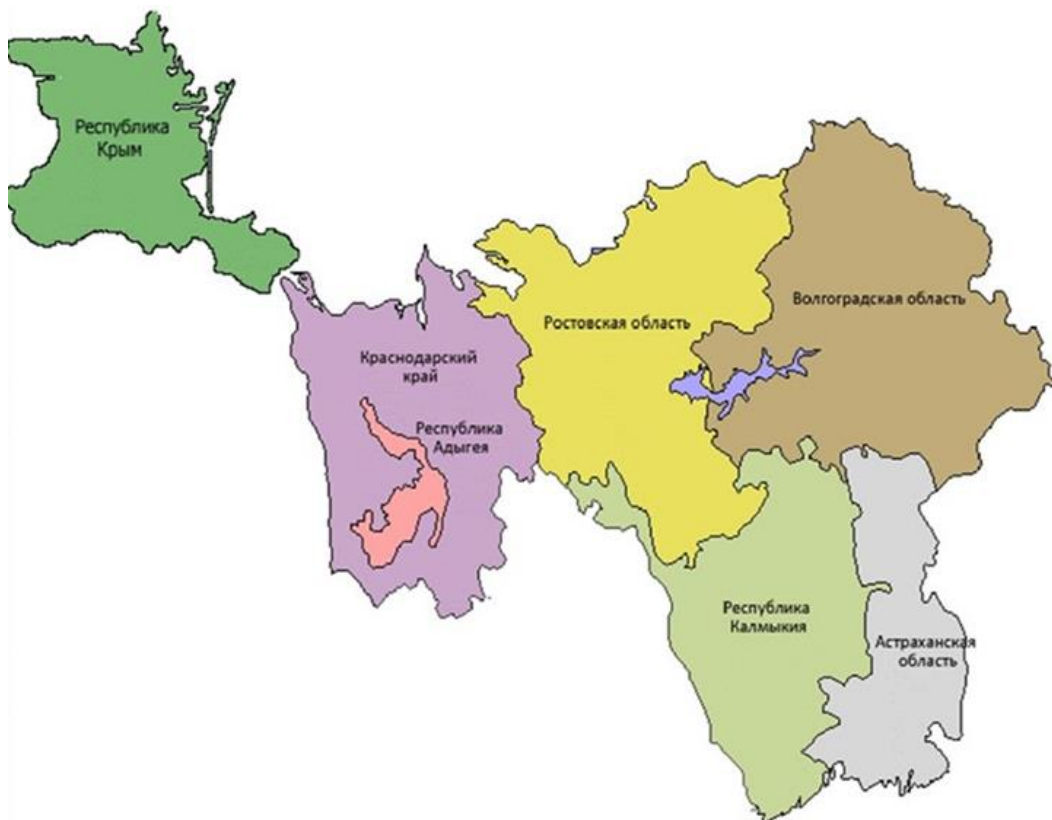 Республика
Крым
Волгоградская область
Ростовская область
Краснодарский
край
Республика
Адыгея
Республика
Калмыкия
Астраханская
область